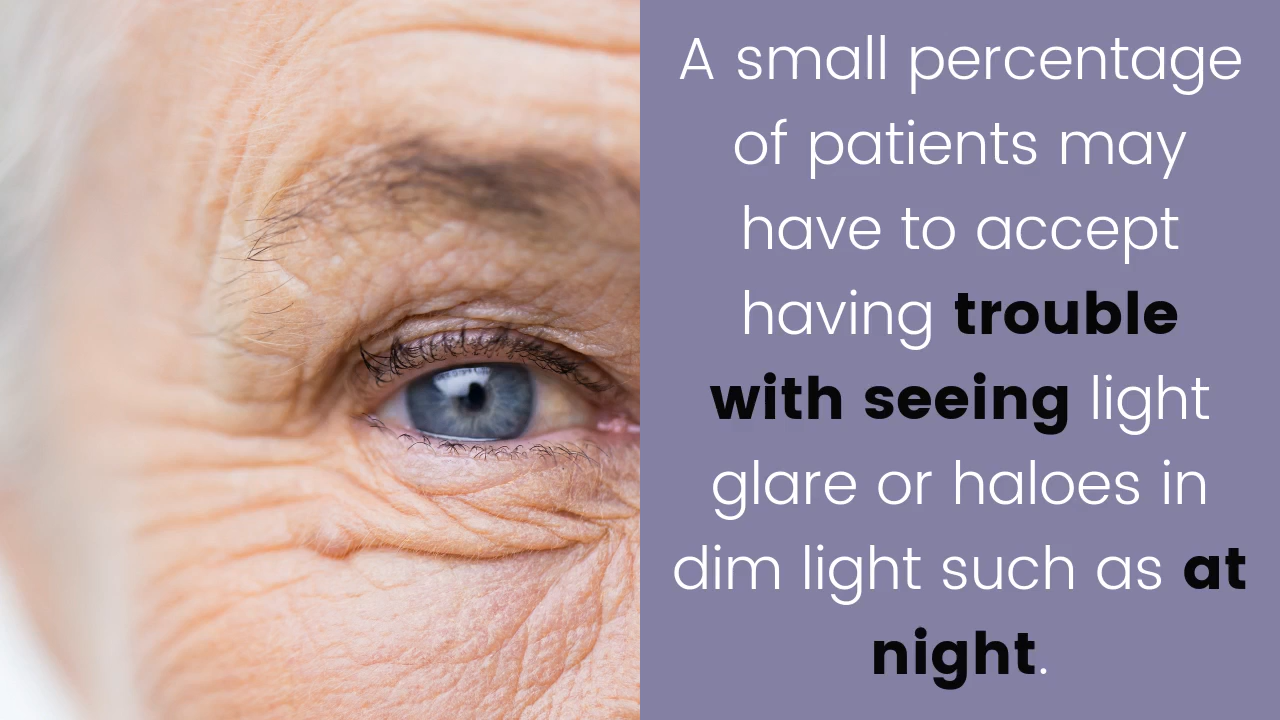 A small percentage
of patients may
have to accept
having trouble
with seeing light
glare or haloes in
dim light such as at
night.